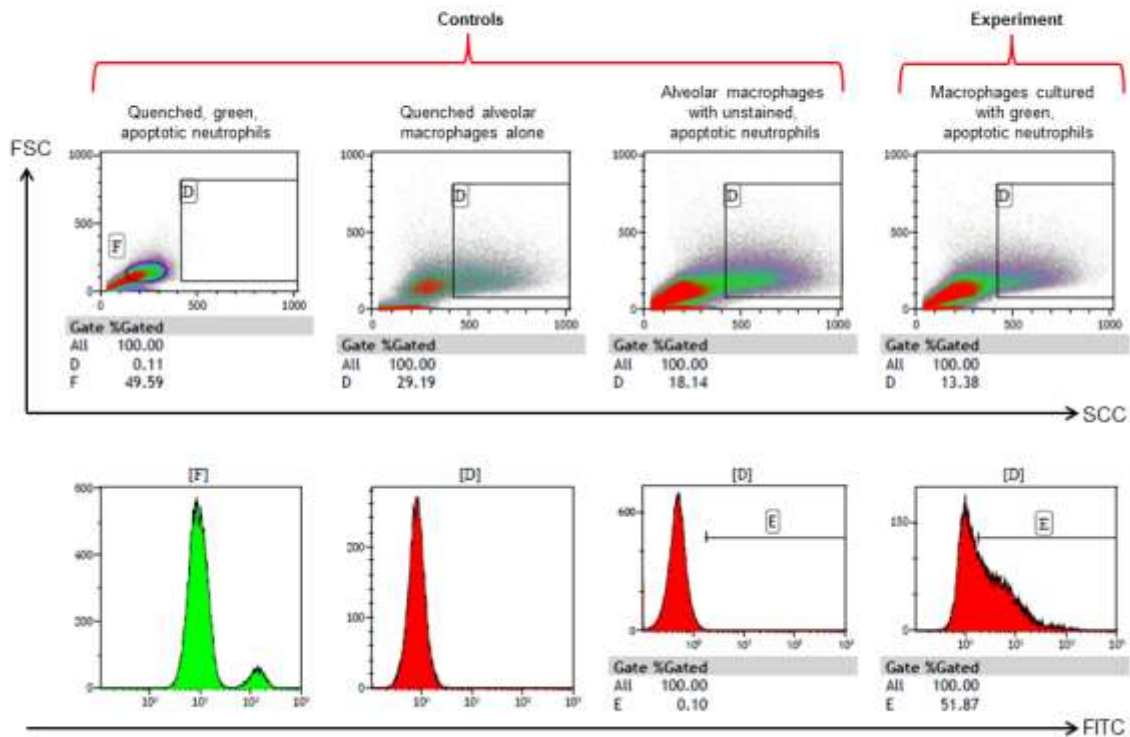 Controls
Experiment
Quenched, green,
apoptotic neutrophils
Quenched alveolar
macrophages alone
Alveolar macrophages
with unstained,
apoptotic neutrophils
Macrophages cultured
with green,
apoptotic neutrophils
FSC
1000
500
0
F
D
0 500 1000
1000
500
0
D
0 500 1000
1000
500
0
D
0 500 1000
1000
500
0
D
0 500 1000
Gate %Gated
All 100.00
D 0.11
F 49.59
Gate %Gated
All 100.00
D 29.19
Gate %Gated
All 100.00
D 18.14
Gate %Gated
All 100.00
D 13.38
SCC
[F]
600
400
200
0
[D]
200
100
0
[D]
600
0
E
[D]
150
0
E
Gate %Gated
All 100.00
E 0.10
Gate %Gated
All 100.00
E 51.87
FITC